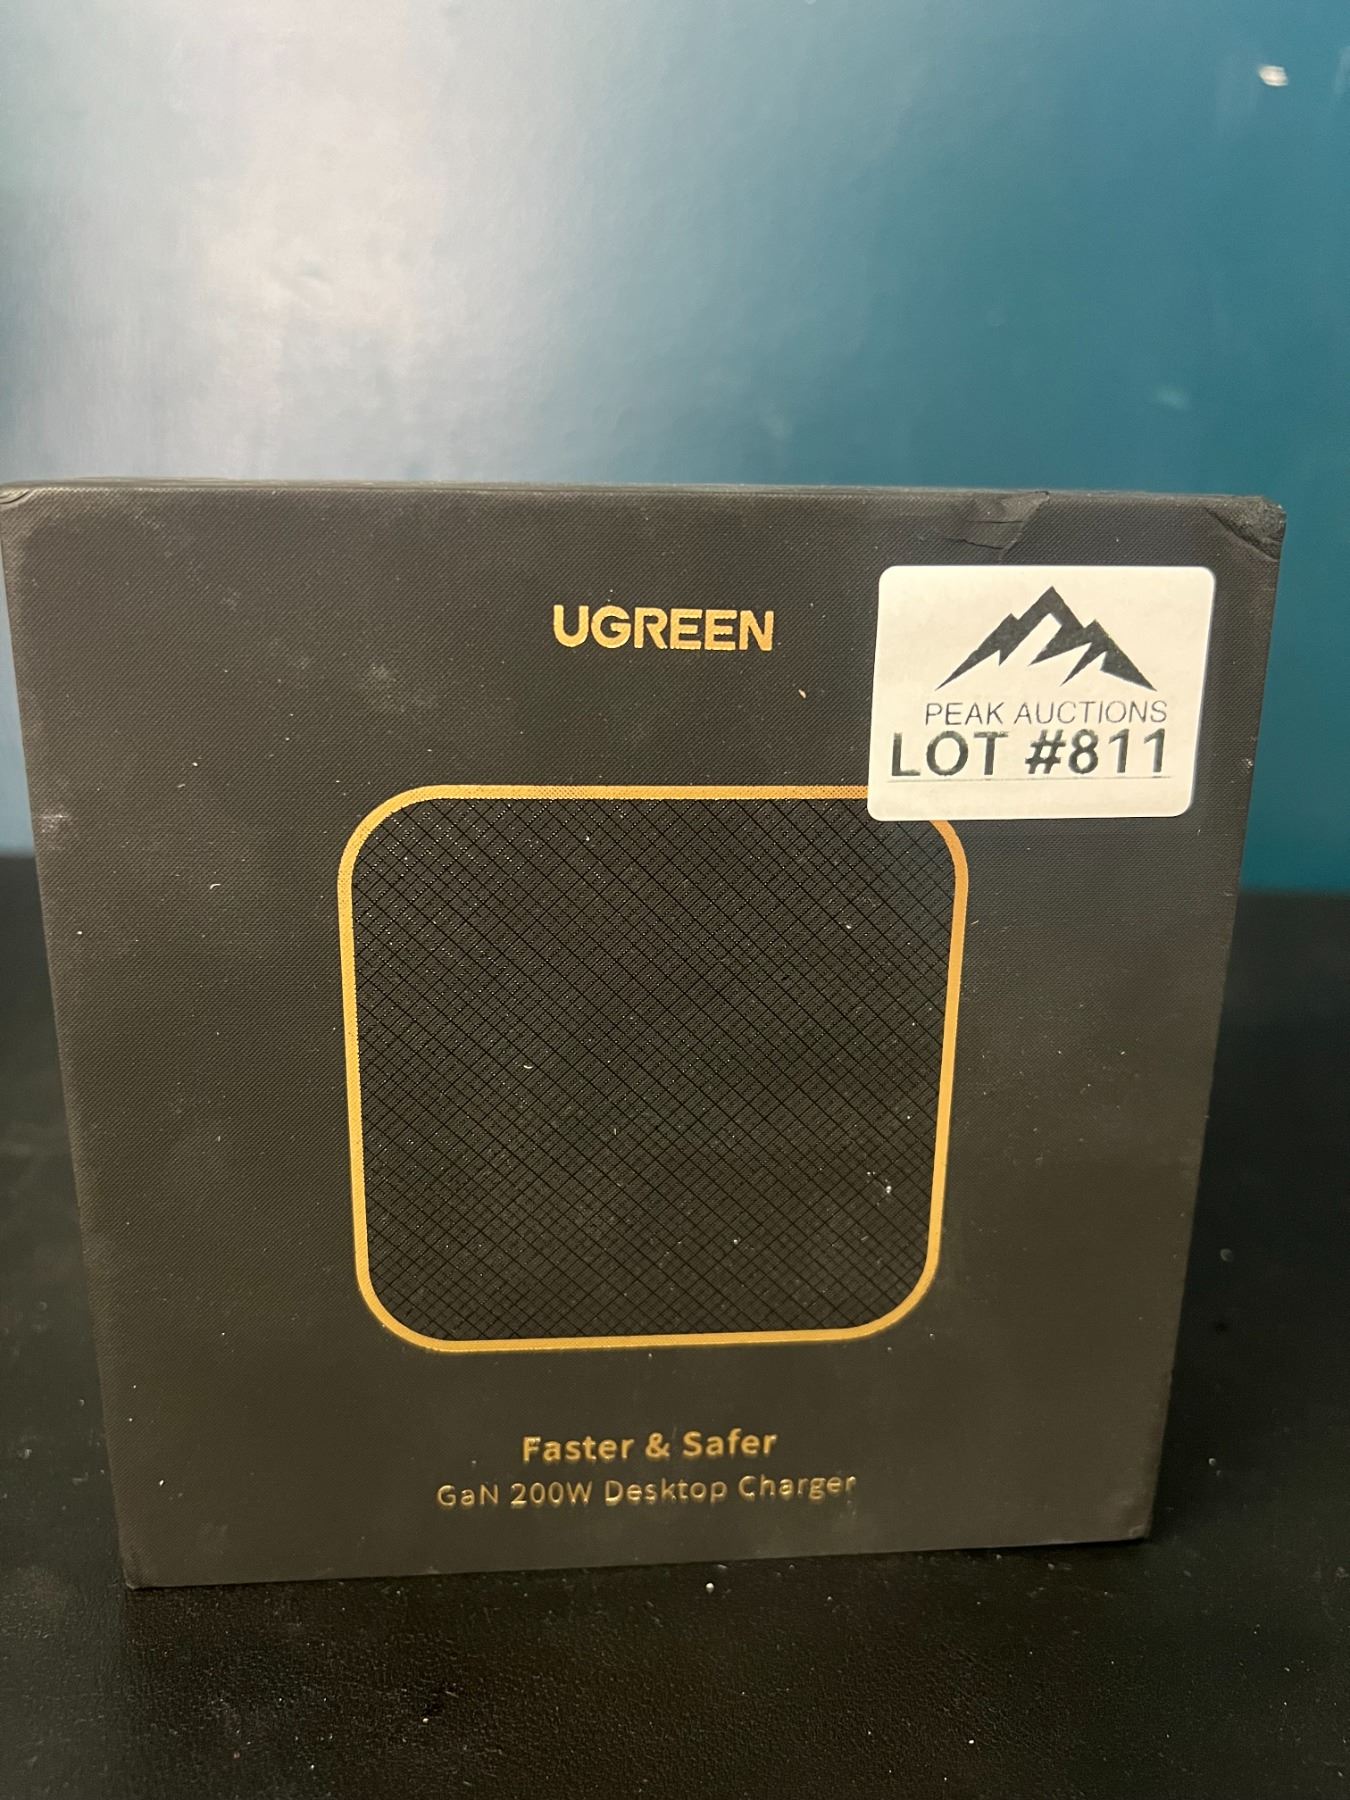 UGREEN
PEAK AUCTIONS
LOT #811
Faster & Safer
GaN 200W Desktop Charger